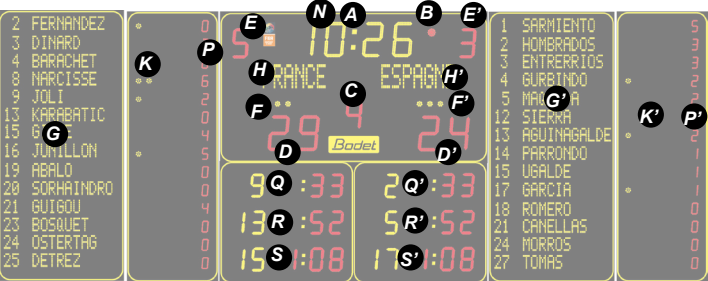 2 FERNANDEZ 0
3 DINARD
4 BARACHET
8 NARCISSE 6
9 JOLI 2
13 KARABATIC 0
15 4
16 JUNILLON 5
19 ABALO 0
20 SORHAINDRO 0
21 GUIGOU 4
23 BOSQUET 0
24 OSTERTAG 0
25 DETREZ 0
K
P
G
E N A B E'
5 10:26 3
H FRANCE ESPAGNE H'
F C F'
29 4 24
D Bodet D'
9 Q :33 2 Q' :33
13 R :52 5 R' :52
15 S 1:08 17 S' 1:08
1 SARMIENTO 5
2 HOMBRADOS 3
3 ENTRERRIOS 3
4 GURBINDO 2
5 G' 2
12 SIERRA
13 AGUINAGALDE 2
14 PARRONDO 1
15 UGALDE 1
17 GARCIA 1
18 ROMERO 0
21 CANELLAS 0
24 MORROS 0
27 TOMAS 0
K'
P'